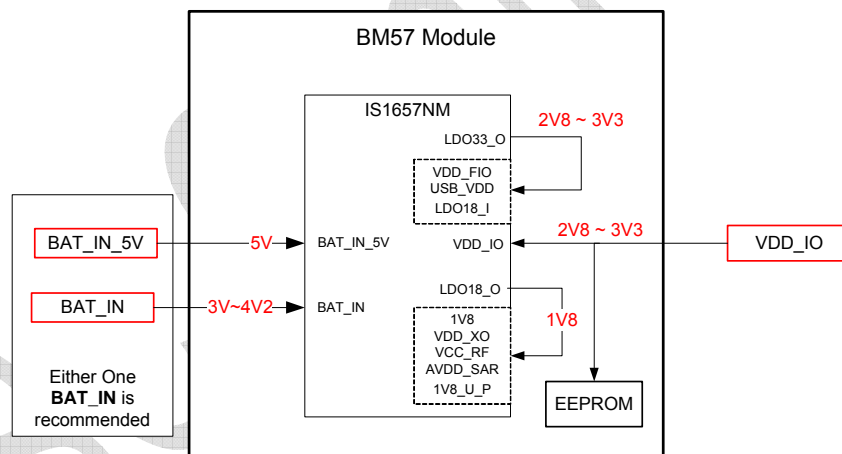 BM57 Module
IS1657NM
LDO33_O
2V8 ~ 3V3
VDD_FIO
USB_VDD
LDO18_I
BAT_IN_5V
5V
BAT_IN_5V
VDD_IO
2V8 ~ 3V3
VDD_IO
BAT_IN
3V~4V2
BAT_IN
LDO18_O
1V8
1V8
VDD_XO
VCC_RF
AVDD_SAR
1V8_U_P
Either One
BAT_IN is
recommended
EEPROM